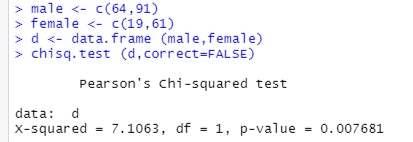 > male <- c(64,91)
> female <- c(19,61)
> d <- data.frame (male,female)
> chisq.test (d,correct=FALSE)
Pearson's Chi-squared test
data: d
X-squared = 7.1063, df = 1, p-value = 0.007681